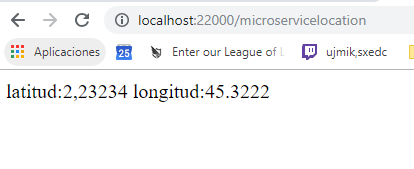 localhost:22000/microservicelocation
Aplicaciones 25 Enter our League of L ujmik,sxedc
latitud:2,23234 longitud:45.3222